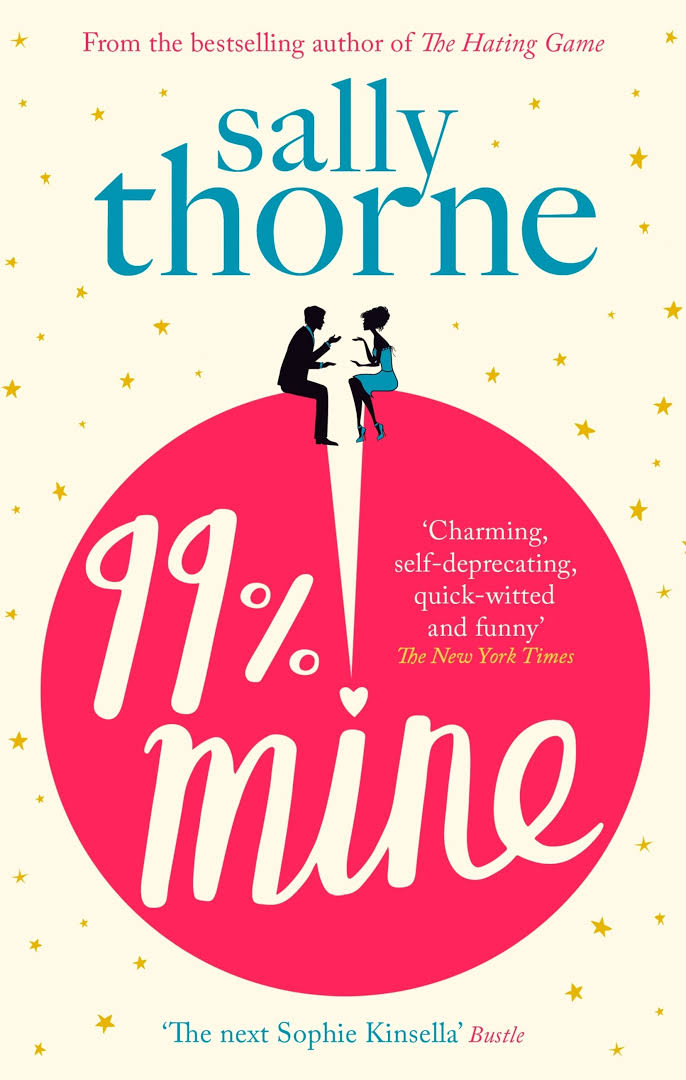 From the bestselling author of The Hating Game
sally
thorne
99%
mine
‘Charming,
self-deprecating,
quick-witted
and funny’
The New York Times
‘The next Sophie Kinsella’ Bustle